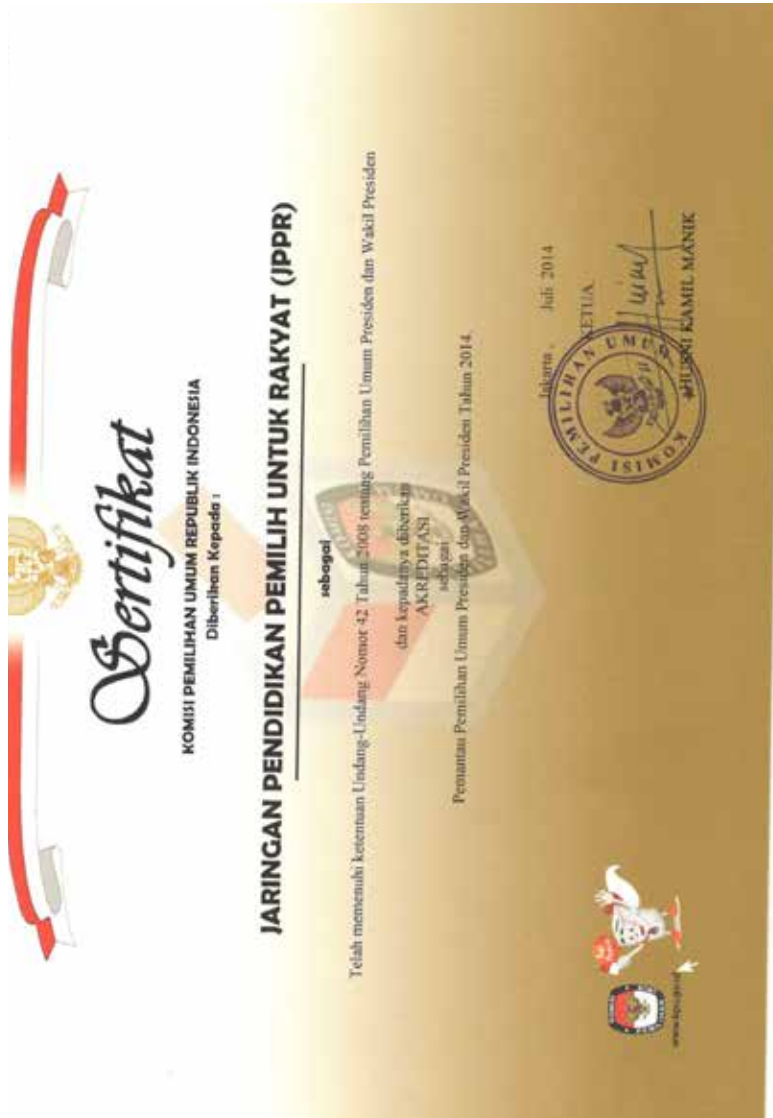 Sertifikat
KOMISI PEMILIHAN UMUM REPUBLIK INDONESIA
Diberikan Kepada :
JARINGAN PENDIDIKAN PEMILIH UNTUK RAKYAT (JPPR)
sebagai
Telah memenuhi ketentuan Undang-Undang Nomor 42 Tahun 2008 tentang Pemilihan Umum Presiden dan Wakil Presiden
dan kepadanya diberikan
AKREDITASI
sebagai
Pemantau Pemilihan Umum Presiden dan Wakil Presiden Tahun 2014.
Jakarta , Juli 2014
KETUA
KOMISI PEMILIHAN UMUM
HUSNI KAMIL MANIK
www.kpu.go.id